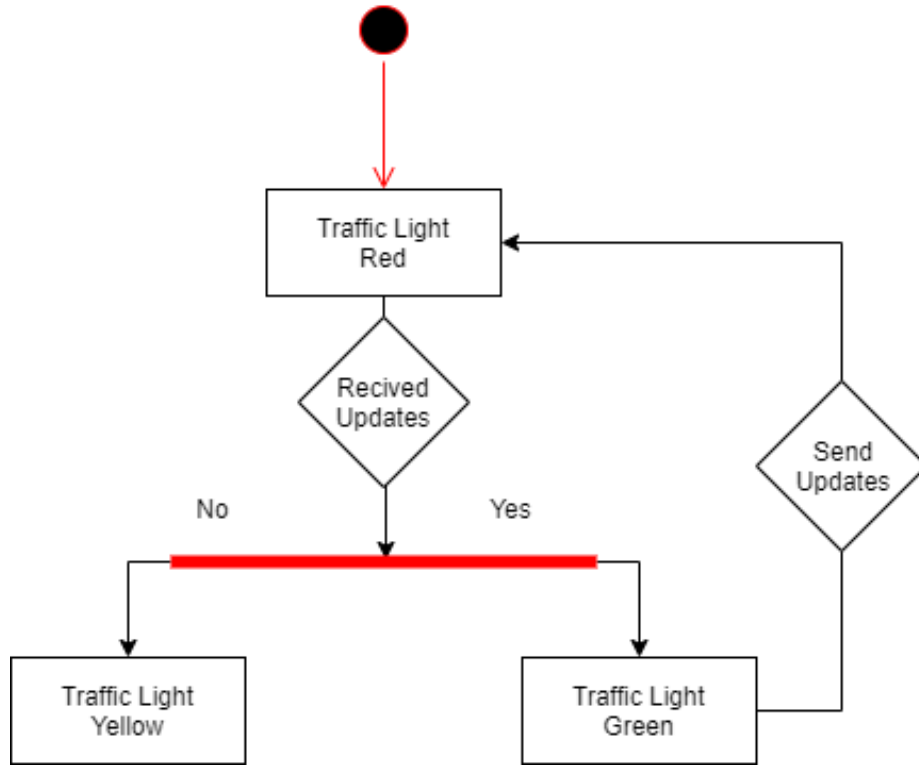 Traffic Light
Red
Recived
Updates
Send
Updates
No
Yes
Traffic Light
Yellow
Traffic Light
Green